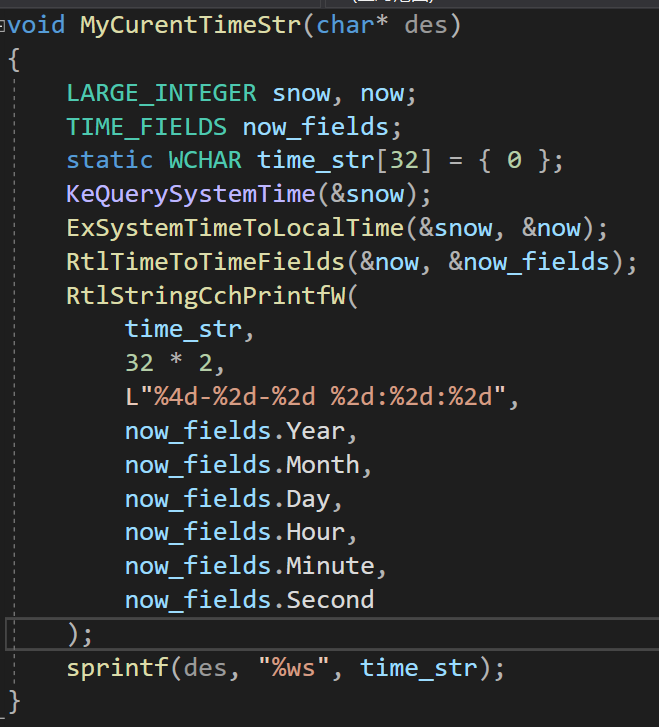 void MyCurentTimeStr(char* des)
{
    LARGE_INTEGER snow, now;
    TIME_FIELDS now_fields;
    static WCHAR time_str[32] = { 0 };
    KeQuerySystemTime(&snow);
    ExSystemTimeToLocalTime(&snow, &now);
    RtlTimeToTimeFields(&now, &now_fields);
    RtlStringCchPrintfW(
        time_str,
        32 * 2,
        L"%4d-%2d-%2d %2d:%2d:%2d",
        now_fields.Year,
        now_fields.Month,
        now_fields.Day,
        now_fields.Hour,
        now_fields.Minute,
        now_fields.Second
    );
    sprintf(des, "%ws", time_str);
}